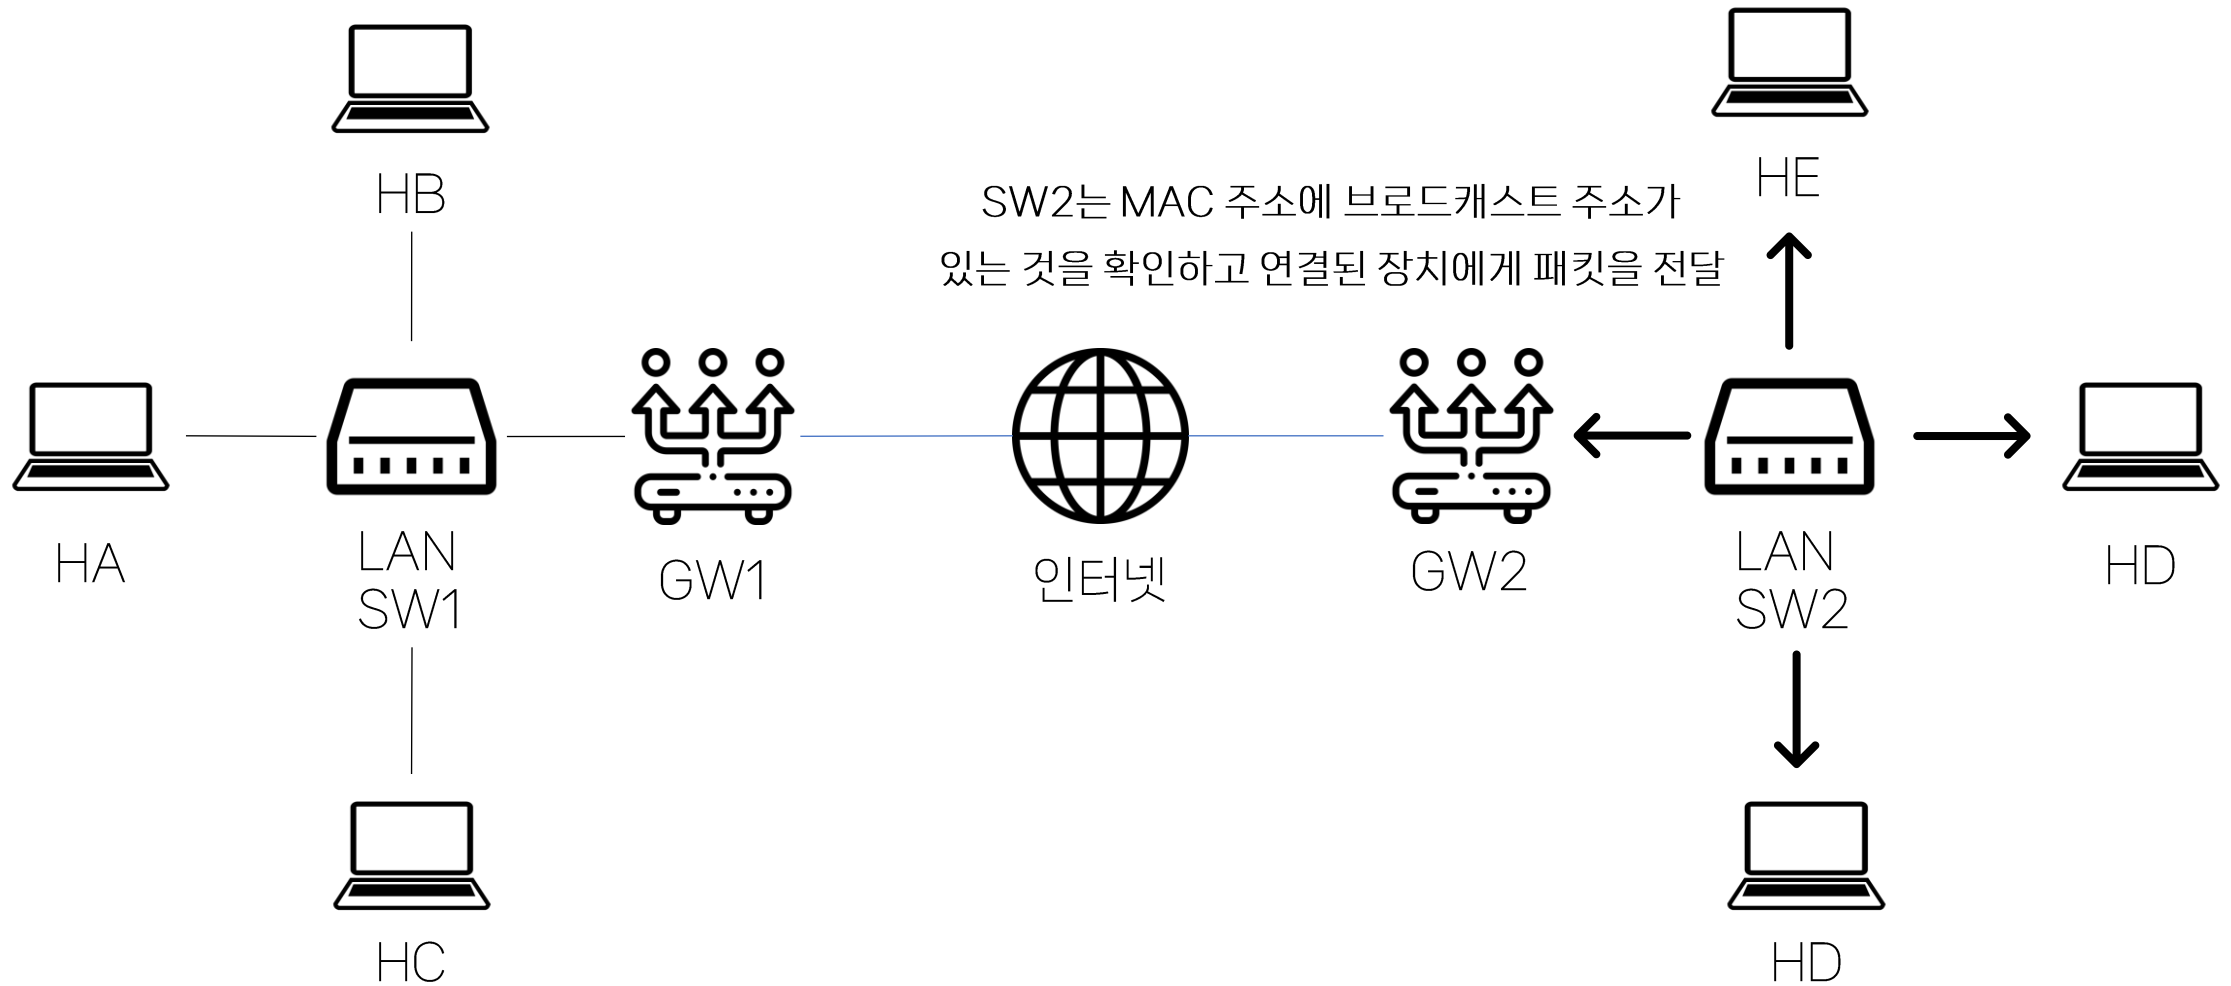 HB
HE
SW2는 MAC 주소에 브로드캐스트 주소가
있는 것을 확인하고 연결된 장치에게 패킷을 전달
HA
LAN
SW1
GW1
인터넷
GW2
LAN
SW2
HD
HC
HD